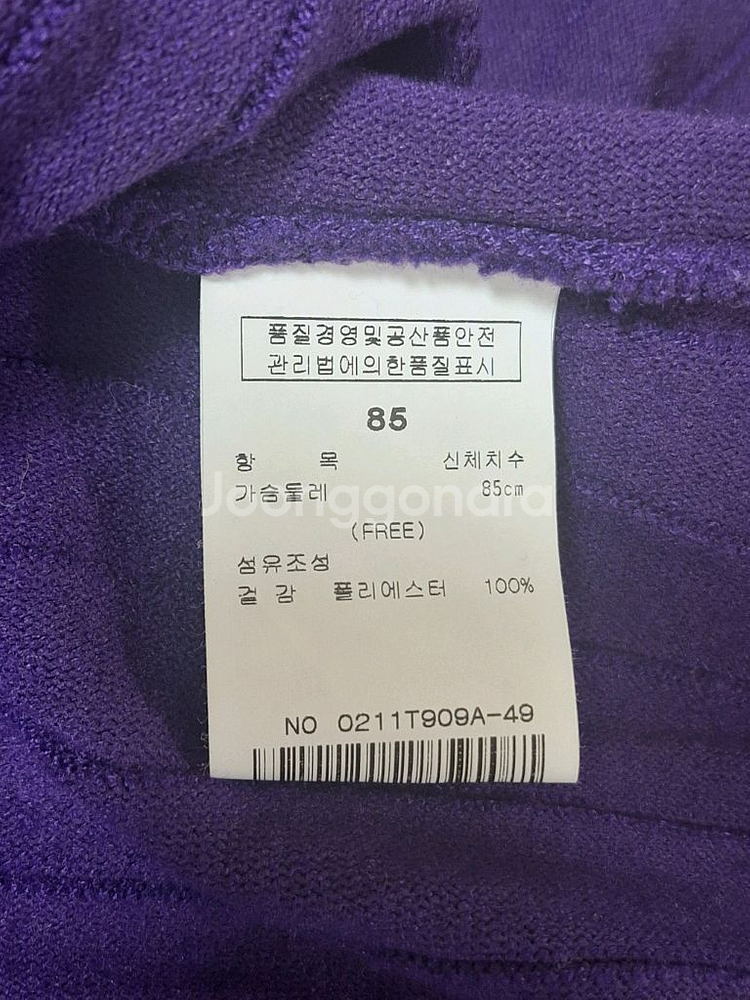 품질경영및공산품안전
관리법에의한품질표시
85
항 목 신체치수
가슴둘레 85cm
Joonggonara
(FREE)
섬유조성
겉 감 폴리에스터 100%
NO 0211T909A-49